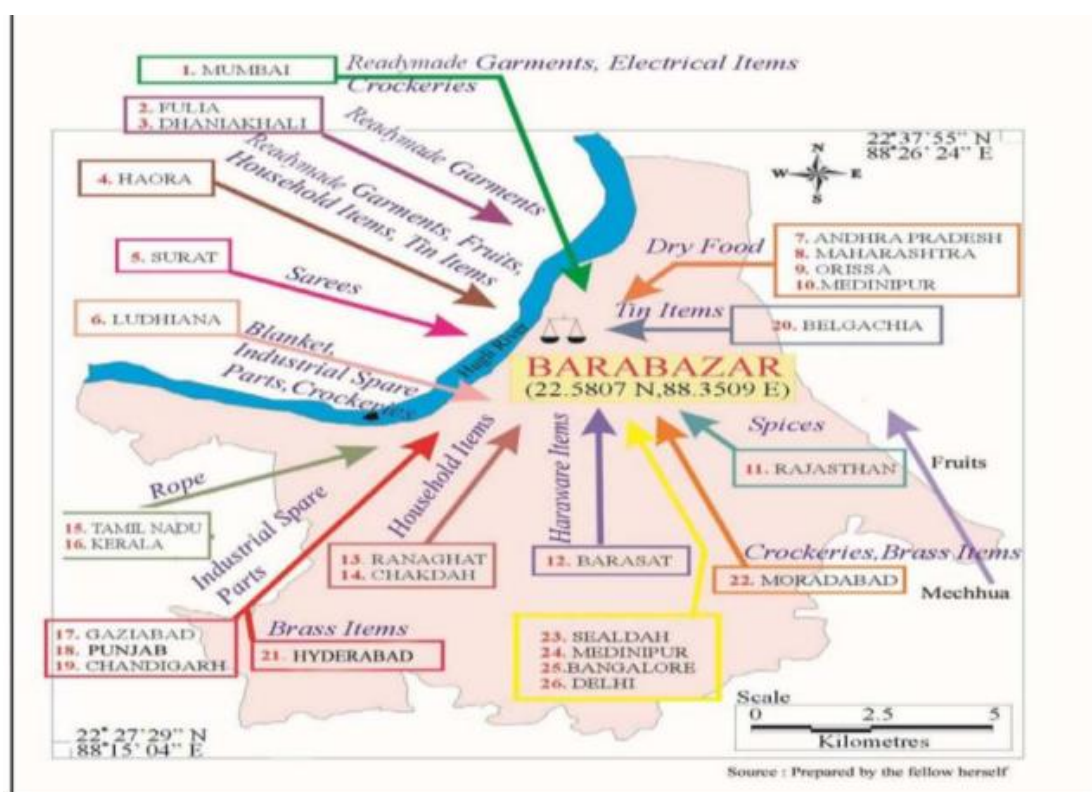 1. MUMBAI
Readymade Garments, Electrical Items
Crockeries
2. FULIA
3. DHANIAKHALI
Readymade Garments
22° 37'55'' N
88° 26' 24'' E
N
W E
S
4. HAORA
Readymade Garments, Fruits,
Household Items, Tin Items
5. SURAT
Sarees
Dry Food
7. ANDHRA PRADESH
8. MAHARASHTRA
9. ORISSA
10.MEDINIPUR
6. LUDHIANA
Blanket,
Industrial Spare
Parts,Crockeries
Hugli River
Tin Items
20. BELGACHIA
BARABAZAR
(22.5807 N,88.3509 E)
Spices
11. RAJASTHAN
Fruits
Mechhua
Rope
15. TAMIL NADU
16. KERALA
Industrial Spare
Parts
Household Items
13. RANAGHAT
14. CHAKDAH
Haraware Items
12. BARASAT
Crockeries,Brass Items
22. MORADABAD
17. GAZIABAD
18. PUNJAB
19. CHANDIGARH
Brass Items
21. HYDERABAD
23. SEALDAH
24. MEDINIPUR
25.BANGALORE
26. DELHI
22° 27'29'' N
88°15' 04'' E
Scale
0 2.5 5
Kilometres
Source : Prepared by the fellow herself